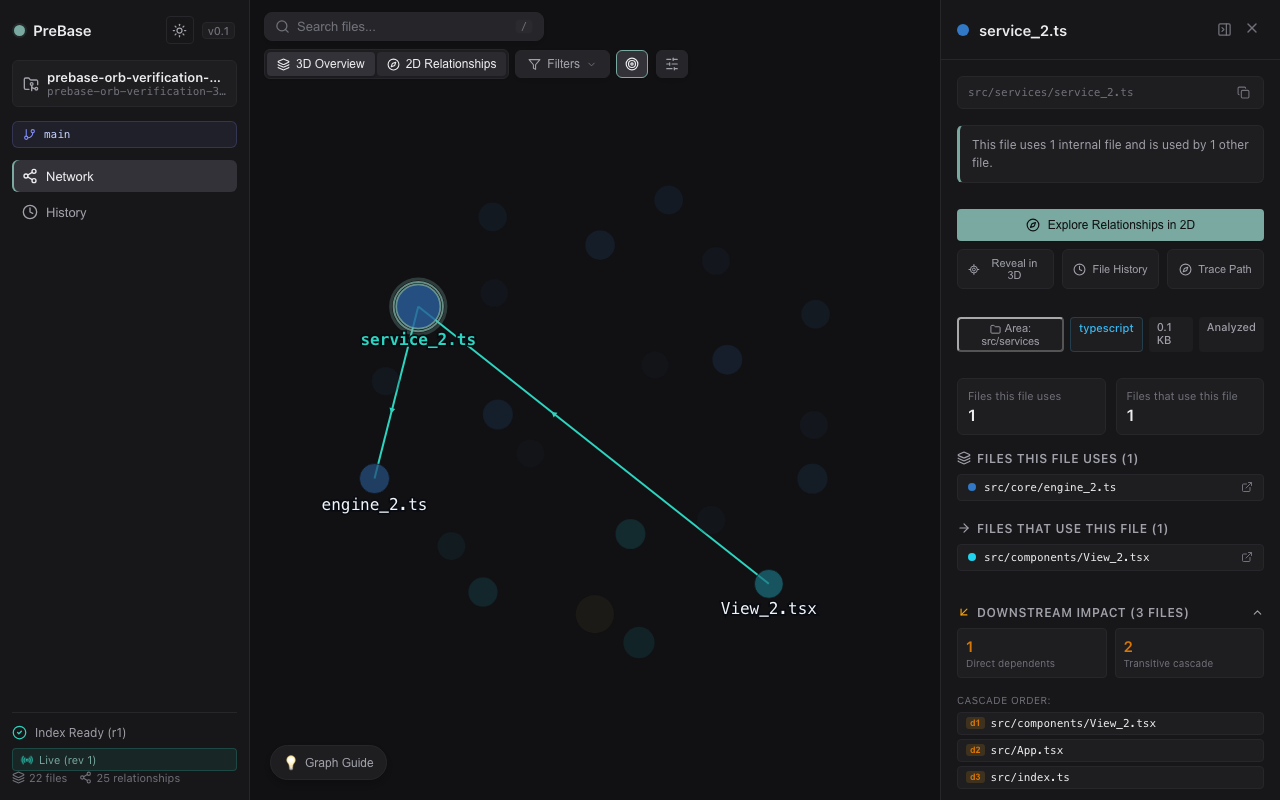 PreBase
v0.1
prebase-orb-verification-...
prebase-orb-verification-3...
main
Network
History
Index Ready (r1)
Live (rev 1)
22 files
25 relationships
Search files...
/
3D Overview
2D Relationships
Filters
service_2.ts
engine_2.ts
View_2.tsx
Graph Guide
service_2.ts
src/services/service_2.ts
This file uses 1 internal file and is used by 1 other
file.
Explore Relationships in 2D
Reveal in
3D
File History
Trace Path
Area:
src/services
typescript
0.1
KB
Analyzed
Files this file uses
1
Files that use this file
1
FILES THIS FILE USES (1)
src/core/engine_2.ts
FILES THAT USE THIS FILE (1)
src/components/View_2.tsx
DOWNSTREAM IMPACT (3 FILES)
1
Direct dependents
2
Transitive cascade
CASCADE ORDER:
d1 src/components/View_2.tsx
d2 src/App.tsx
d3 src/index.ts